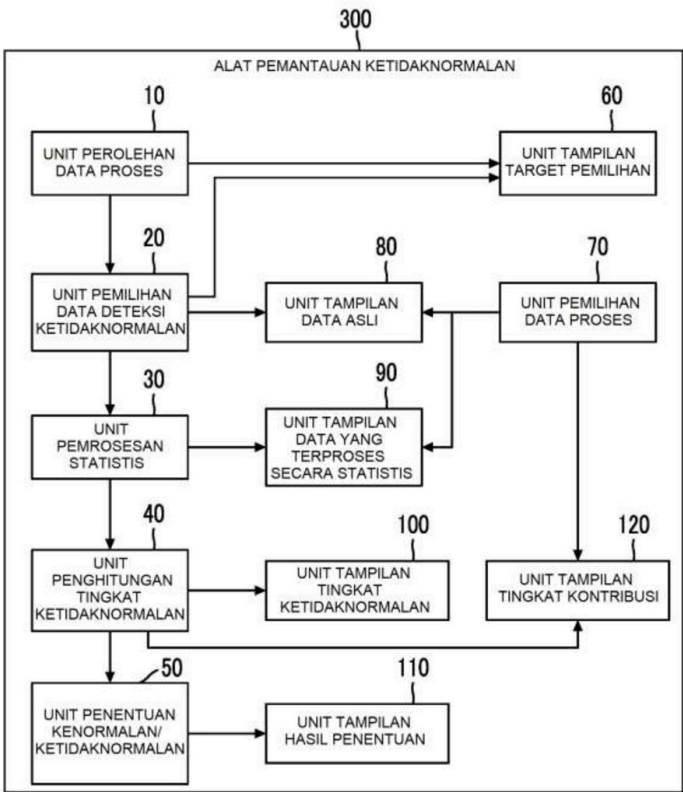 300
ALAT PEMANTAUAN KETIDAKNORMALAN
10
UNIT PEROLEHAN
DATA PROSES
60
UNIT TAMPILAN
TARGET PEMILIHAN
20
UNIT PEMILIHAN
DATA DETEKSI
KETIDAKNORMALAN
80
UNIT TAMPILAN
DATA ASLI
70
UNIT PEMILIHAN
DATA PROSES
30
UNIT
PEMROSESAN
STATISTIS
90
UNIT TAMPILAN
DATA YANG
TERPROSES
SECARA STATISTIS
40
UNIT
PENGHITUNGAN
TINGKAT
KETIDAKNORMALAN
100
UNIT TAMPILAN
TINGKAT
KETIDAKNORMALAN
120
UNIT TAMPILAN
TINGKAT KONTRIBUSI
50
UNIT PENENTUAN
KENORMALAN/
KETIDAKNORMALAN
110
UNIT TAMPILAN
HASIL PENENTUAN